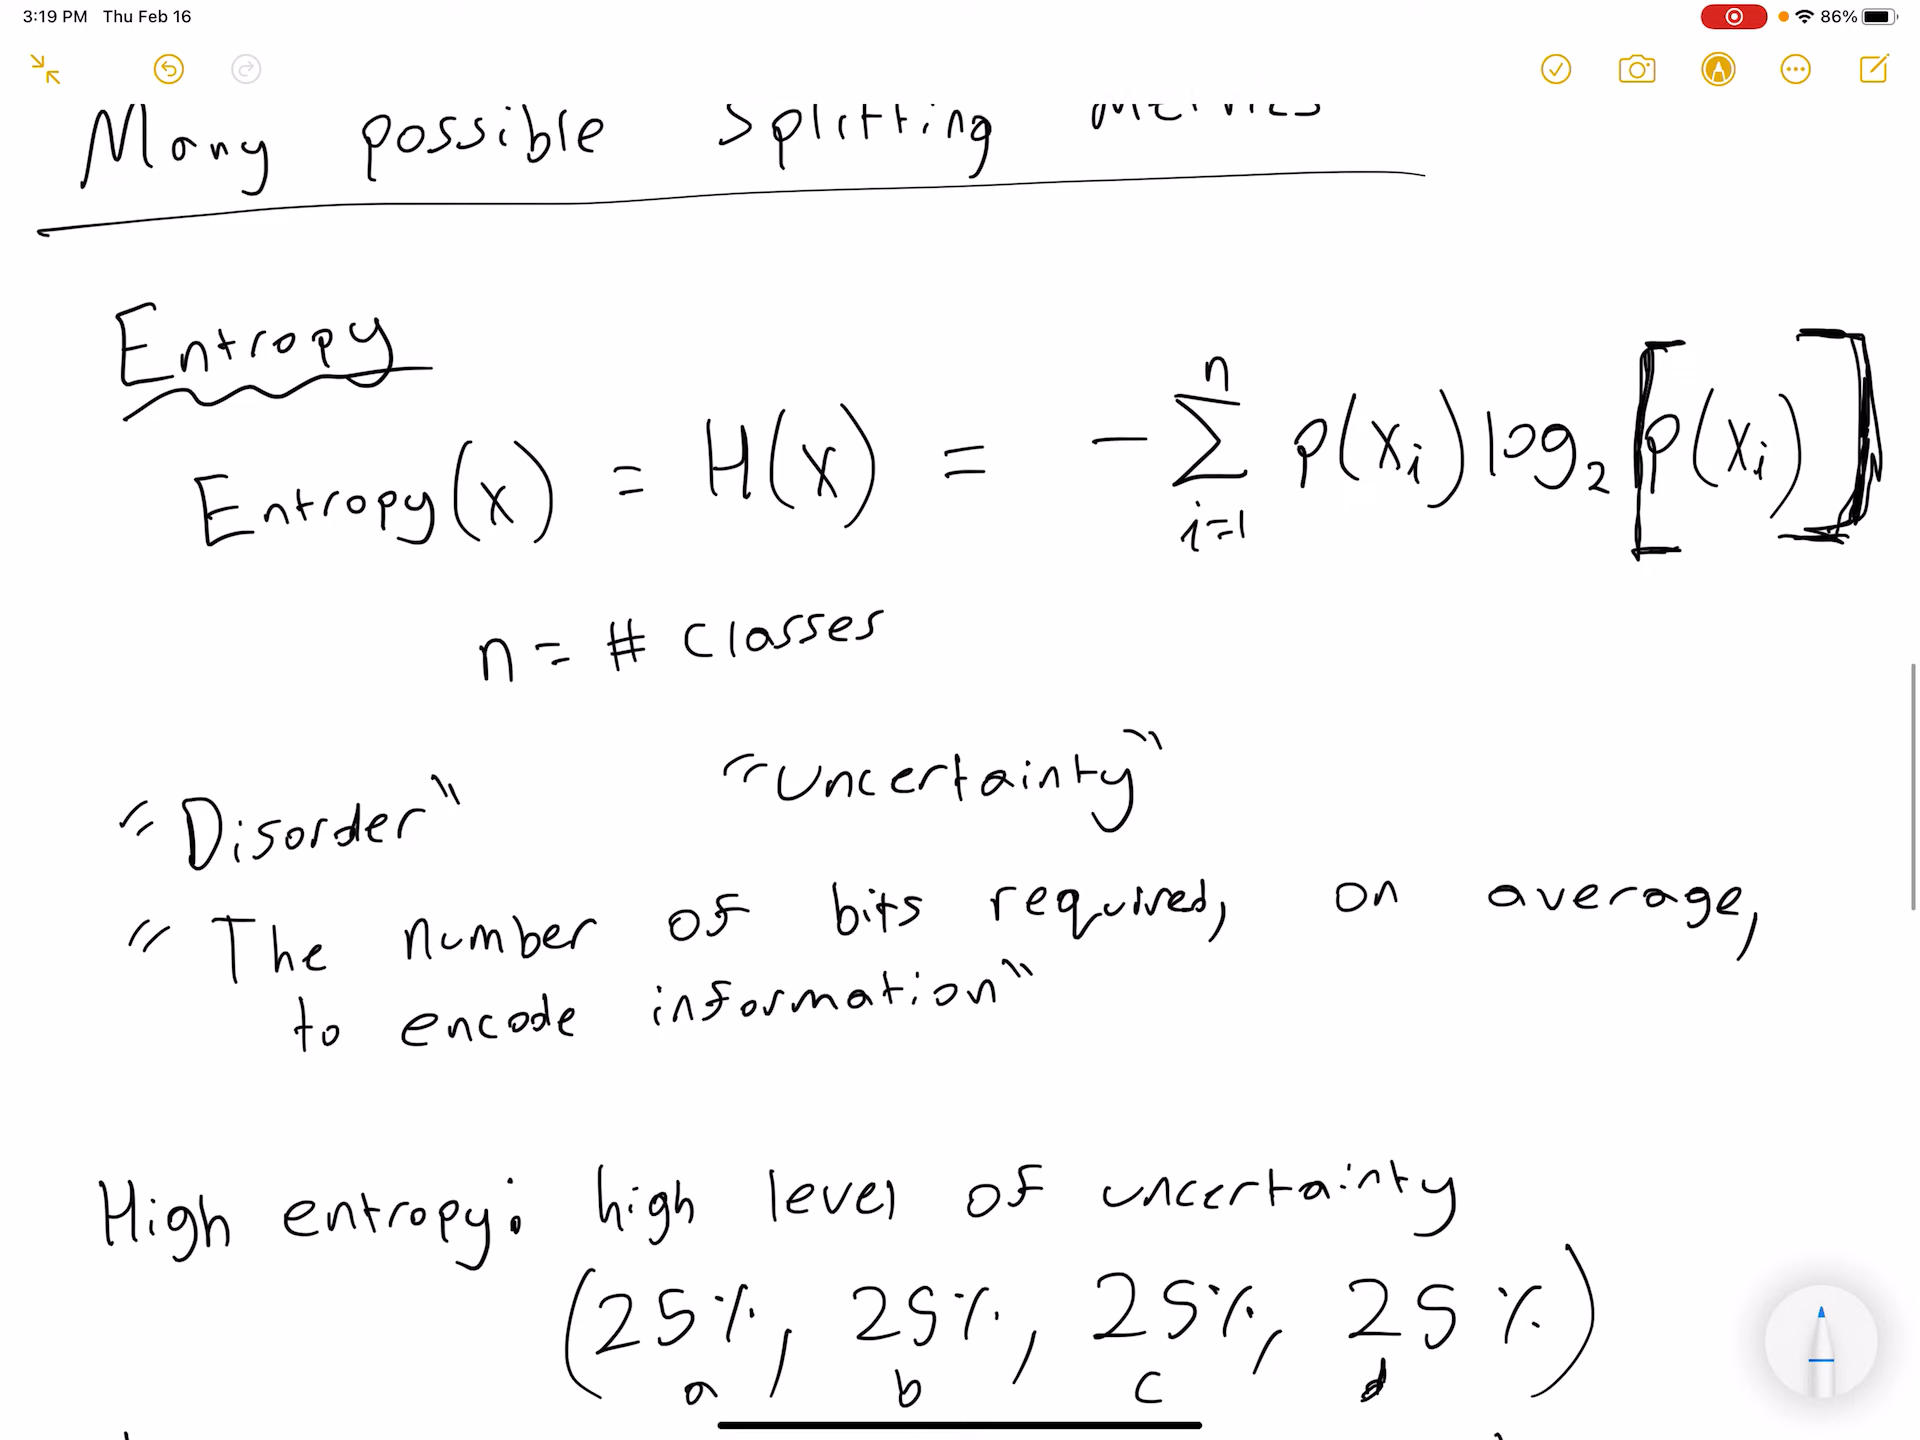 3:19 PM Thu Feb 16
86%
Many possible splitting metrics
Entropy
Entropy(x) = H(x) = -∑ⁿᵢ₌₁ p(xᵢ) log₂ [p(xᵢ)]
n = # classes
"Disorder" "Uncertainty"
"The number of bits required, on average,
to encode information"
High entropy: high level of uncertainty
(25%, 25%, 25%, 25%)
a b c d